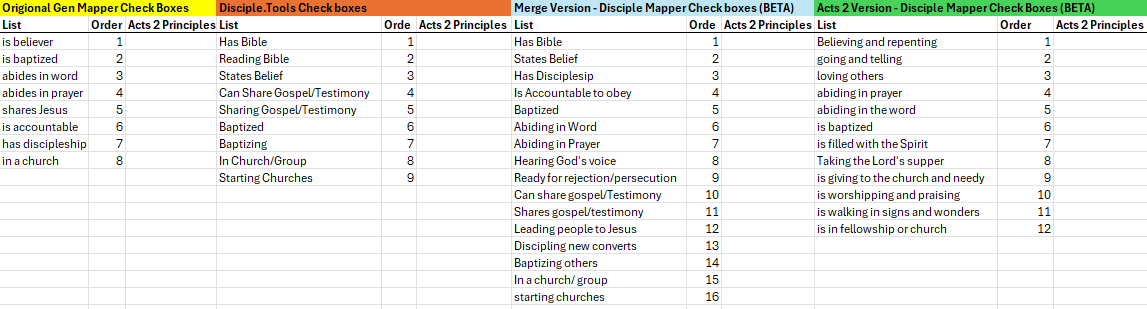 Origional Gen Mapper Check Boxes Disciple.Tools Check boxes Merge Version - Disciple Mapper Check boxes (BETA) Acts 2 Version - Disciple Mapper Check Boxes (BETA)
List Order Acts 2 Principles List Orde Acts 2 Principles List Orde Acts 2 Principles List Order Acts 2 Principles
is believer 1 Has Bible 1 Has Bible 1 Believing and repenting 1
is baptized 2 Reading Bible 2 States Belief 2 going and telling 2
abides in word 3 States Belief 3 Has Disciplesip 3 loving others 3
abides in prayer 4 Can Share Gospel/Testimony 4 Is Accountable to obey 4 abiding in prayer 4
shares Jesus 5 Sharing Gospel/Testimony 5 Baptized 5 abiding in the word 5
is accountable 6 Baptized 6 Abiding in Word 6 is baptized 6
has discipleship 7 Baptizing 7 Abiding in Prayer 7 is filled with the Spirit 7
in a church 8 In Church/Group 8 Hearing God's voice 8 Taking the Lord's supper 8
Starting Churches 9 Ready for rejection/persecution 9 is giving to the church and needy 9
Can share gospel/Testimony 10 is worshipping and praising 10
Shares gospel/testimony 11 is walking in signs and wonders 11
Leading people to Jesus 12 is in fellowship or church 12
Discipling new converts 13
Baptizing others 14
In a church/ group 15
starting churches 16